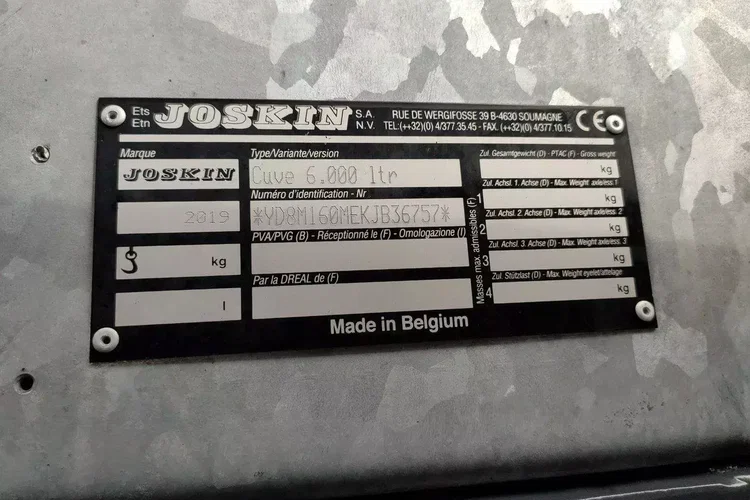 Ets
Etn
JOSKIN
S.A.
N.V.
RUE DE WERGIFOSSE 39 B-4630 SOUMAGNE
TEL:(++32)(0) 4/377.35.45 - FAX. (++32)(0) 4/377.10.15
CE
Marque
JOSKIN
2019
kg
l
Type/Variante/version
Cuve 6.000 ltr
Numéro d'identification - Nr
*YD8M160MEKJB36757*
PVA/PVG (B) - Réceptionné le (F) - Omologazione (I)
Par la DREAL de (F)
Masses max. admissibles (F)
Zul. Gesamtgewicht (D) - PTAC (F) - Gross weight
kg
Zul. Achsl. 1. Achse (D) - Max. Weight axle/ess. 1
1 kg
Zul. Achsl. 2. Achse (D) - Max. Weight axle/ess. 2
2 kg
Zul. Achsl. 3. Achse (D) - Max. Weight axle/ess. 3
3 kg
Zul. Stützlast (D) - Max. Weight eyelet/attelage
4 kg
Made in Belgium